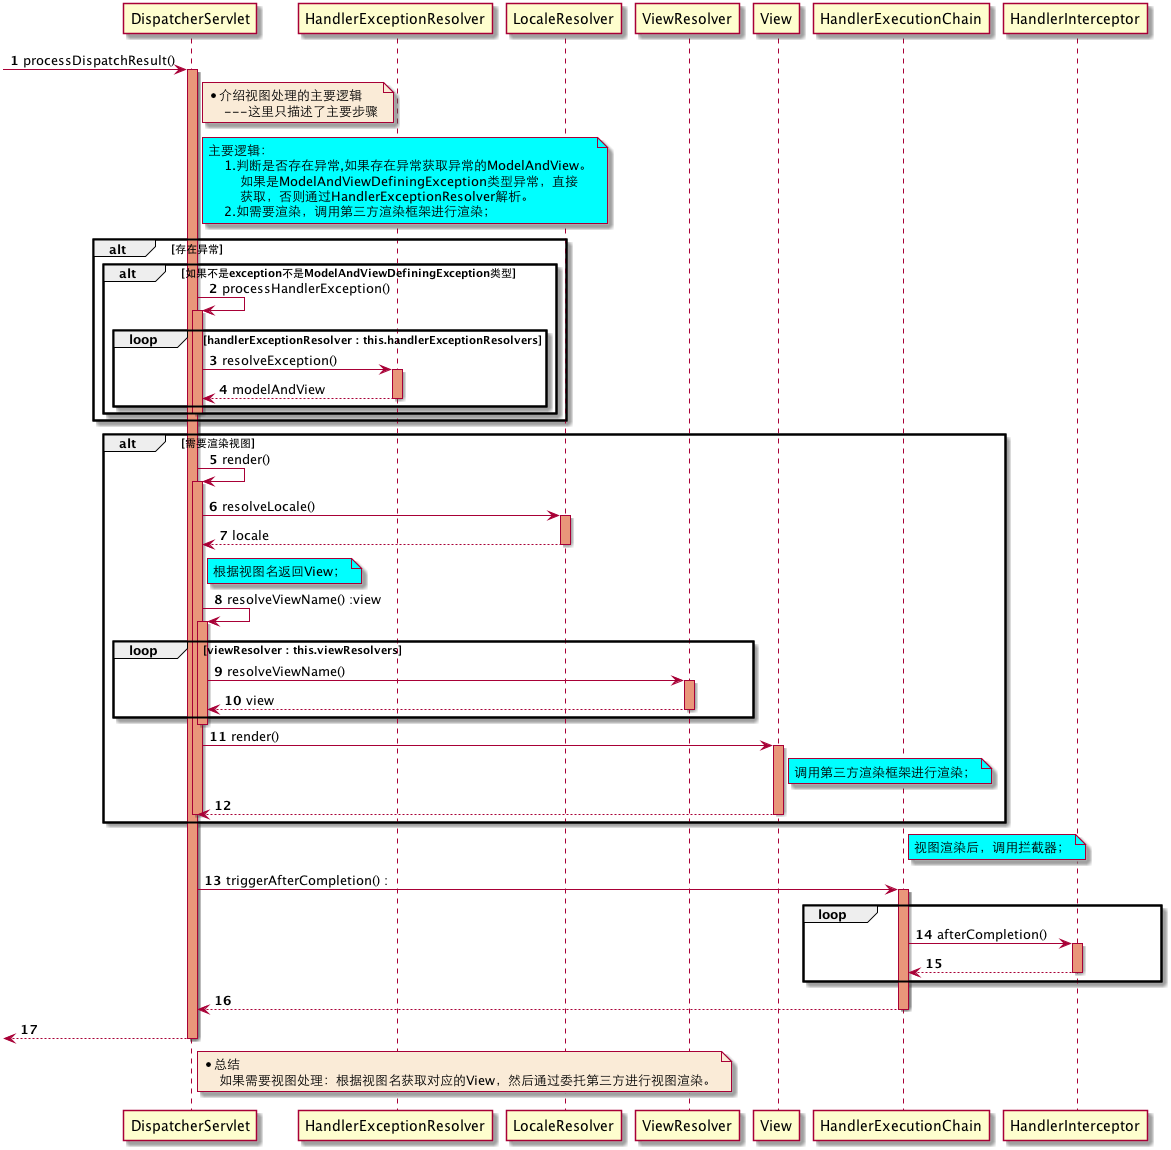 DispatcherServlet
HandlerExceptionResolver
LocaleResolver
ViewResolver
View
HandlerExecutionChain
HandlerInterceptor
1 processDispatchResult()
•介绍视图处理的主要逻辑
---这里只描述了主要步骤
主要逻辑：
1.判断是否存在异常,如果存在异常获取异常的ModelAndView。
如果是ModelAndViewDefiningException类型异常，直接
获取，否则通过HandlerExceptionResolver解析。
2.如需要渲染，调用第三方渲染框架进行渲染；
alt [存在异常]
alt [如果不是exception不是ModelAndViewDefiningException类型]
2 processHandlerException()
loop [handlerExceptionResolver : this.handlerExceptionResolvers]
3 resolveException()
4 modelAndView
alt [需要渲染视图]
5 render()
6 resolveLocale()
7 locale
根据视图名返回View；
8 resolveViewName() :view
loop [viewResolver : this.viewResolvers]
9 resolveViewName()
10 view
11 render()
调用第三方渲染框架进行渲染；
12
视图渲染后，调用拦截器；
13 triggerAfterCompletion() :
loop
14 afterCompletion()
15
16
17
•总结
如果需要视图处理：根据视图名获取对应的View，然后通过委托第三方进行视图渲染。
DispatcherServlet
HandlerExceptionResolver
LocaleResolver
ViewResolver
View
HandlerExecutionChain
HandlerInterceptor